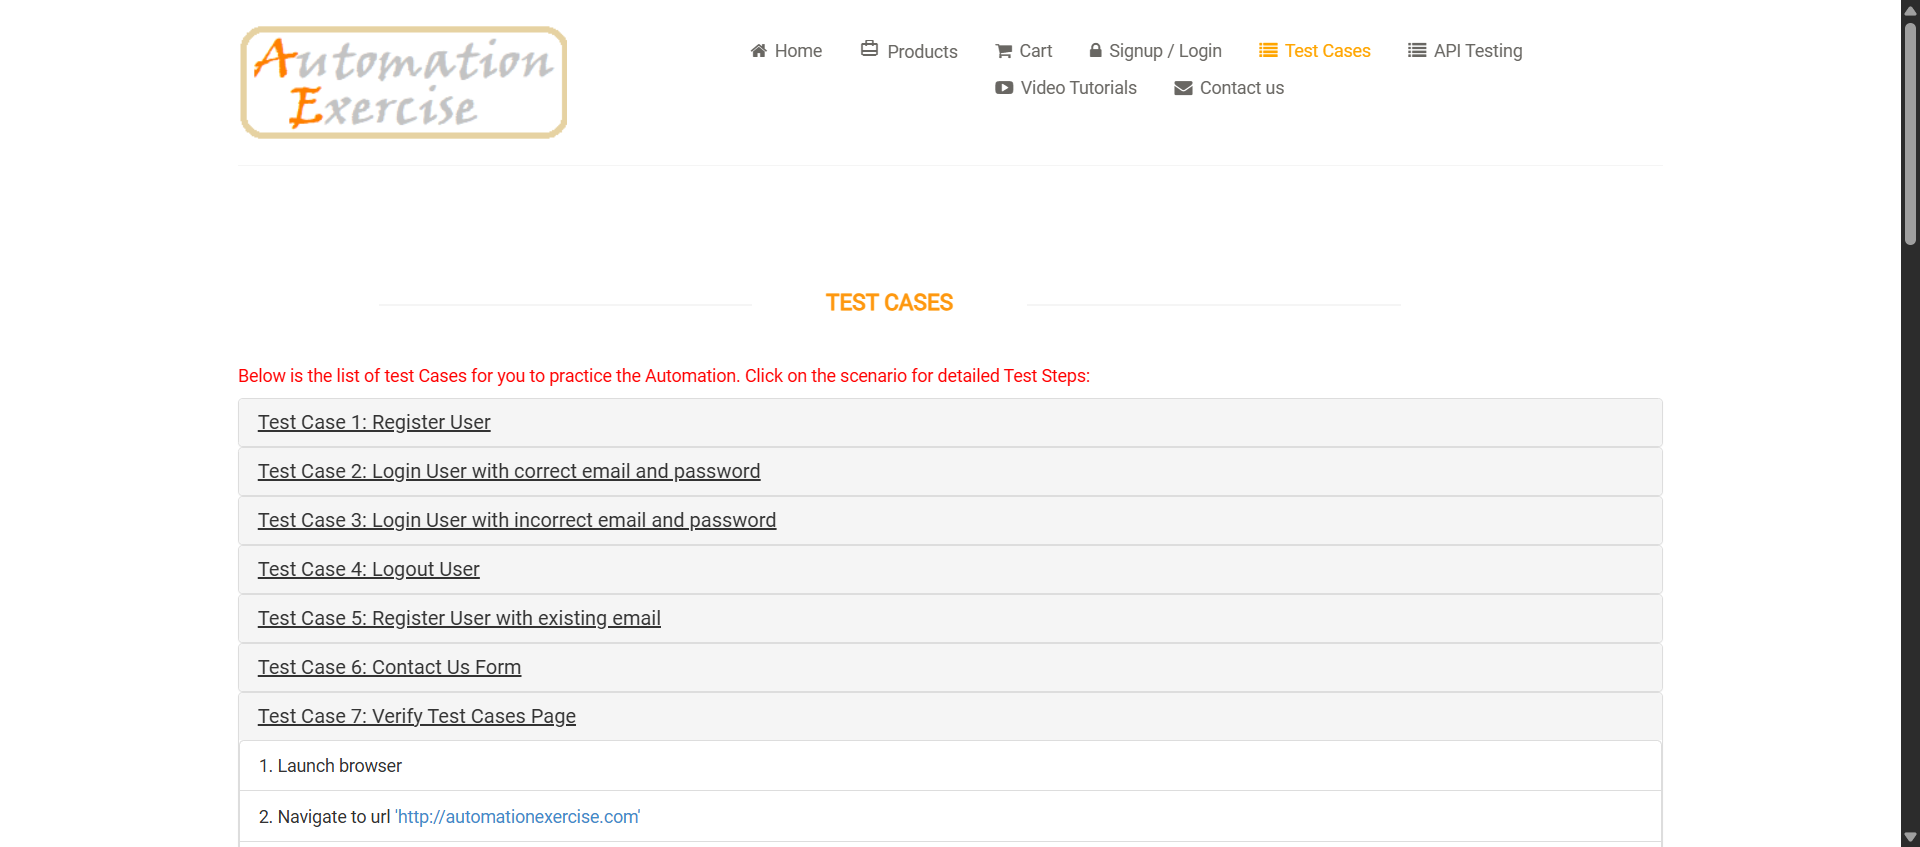 Automation
Exercise
Home
Products
Cart
Signup / Login
Test Cases
API Testing
Video Tutorials
Contact us
TEST CASES
Below is the list of test Cases for you to practice the Automation. Click on the scenario for detailed Test Steps:
Test Case 1: Register User
Test Case 2: Login User with correct email and password
Test Case 3: Login User with incorrect email and password
Test Case 4: Logout User
Test Case 5: Register User with existing email
Test Case 6: Contact Us Form
Test Case 7: Verify Test Cases Page
1. Launch browser
2. Navigate to url 'http://automationexercise.com'